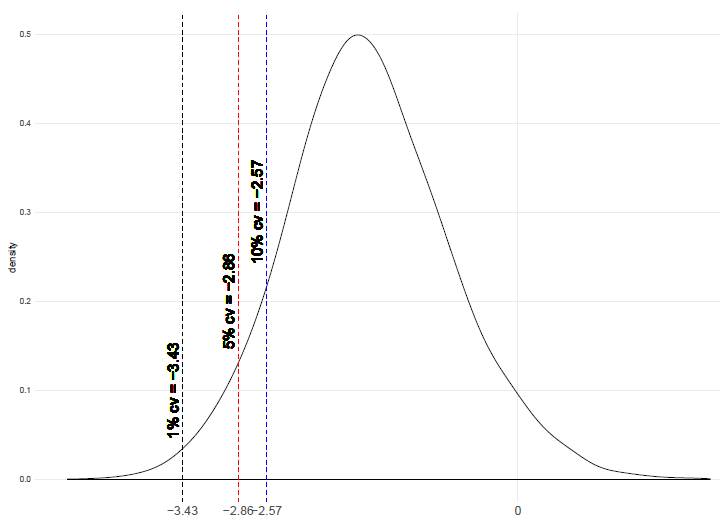 0.5
0.4
0.3
0.2
0.1
0.0
density
1% cv = −3.43
5% cv = −2.86
10% cv = −2.57
−3.43
−2.86
−2.57
0